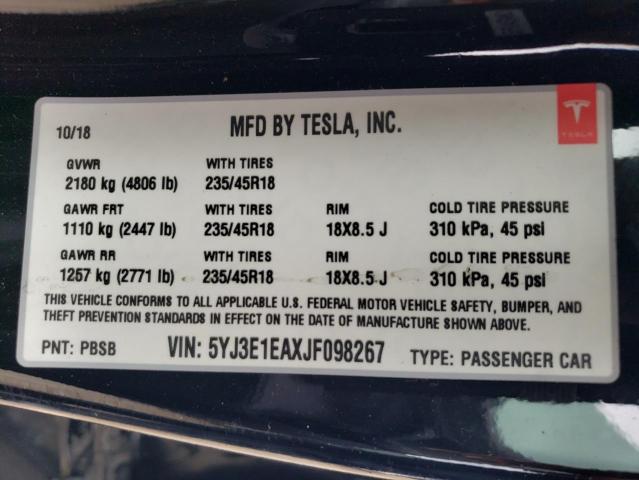 10/18 MFD BY TESLA, INC.
TESLA
GVWR WITH TIRES
2180 kg (4806 lb) 235/45R18
GAWR FRT WITH TIRES RIM COLD TIRE PRESSURE
1110 kg (2447 lb) 235/45R18 18X8.5 J 310 kPa, 45 psi
GAWR RR WITH TIRES RIM COLD TIRE PRESSURE
1257 kg (2771 lb) 235/45R18 18X8.5 J 310 kPa, 45 psi
THIS VEHICLE CONFORMS TO ALL APPLICABLE U.S. FEDERAL MOTOR VEHICLE SAFETY, BUMPER, AND
THEFT PREVENTION STANDARDS IN EFFECT ON THE DATE OF MANUFACTURE SHOWN ABOVE.
PNT: PBSB VIN: 5YJ3E1EAXJF098267 TYPE: PASSENGER CAR